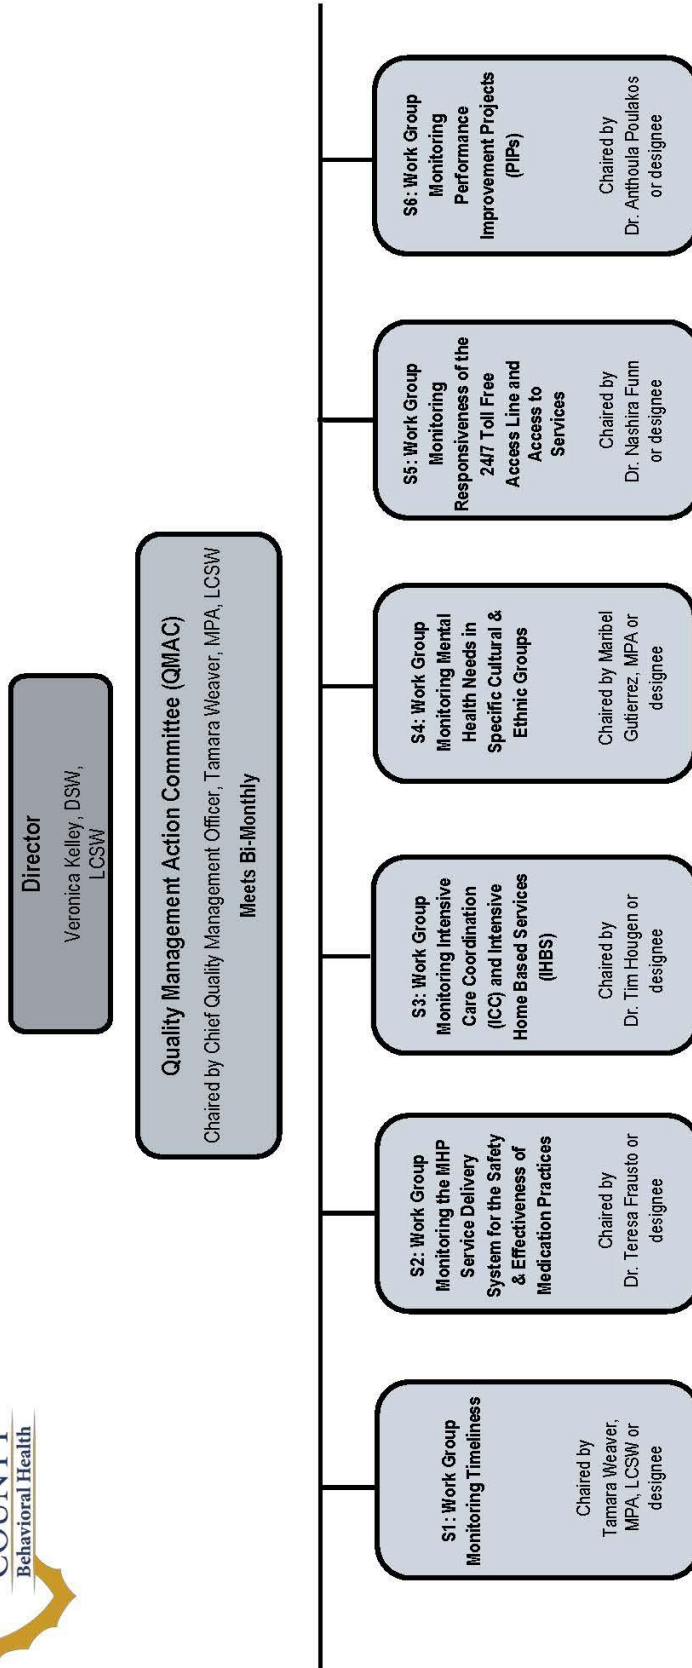 COUNTY
Behavioral Health
Director
Veronica Kelley, DSW,
LCSW
Quality Management Action Committee (QMAC)
Chaired by Chief Quality Management Officer, Tamara Weaver, MPA, LCSW
Meets Bi-Monthly
S1: Work Group
Monitoring Timeliness
Chaired by
Tamara Weaver,
MPA, LCSW or
designee
S2: Work Group
Monitoring the MHP
Service Delivery
System for the Safety
& Effectiveness of
Medication Practices
Chaired by
Dr. Teresa Frausto or
designee
S3: Work Group
Monitoring Intensive
Care Coordination
(ICC) and Intensive
Home Based Services
(IHBS)
Chaired by
Dr. Tim Hougen or
designee
S4: Work Group
Monitoring Mental
Health Needs in
Specific Cultural &
Ethnic Groups
Chaired by Maribel
Gutierrez, MPA or
designee
S5: Work Group
Monitoring
Responsiveness of the
24/7 Toll Free
Access Line and
Access to
Services
Chaired by
Dr. Nashira Funn
or designee
S6: Work Group
Monitoring
Performance
Improvement Projects
(PIPs)
Chaired by
Dr. Anthoula Poulakos
or designee